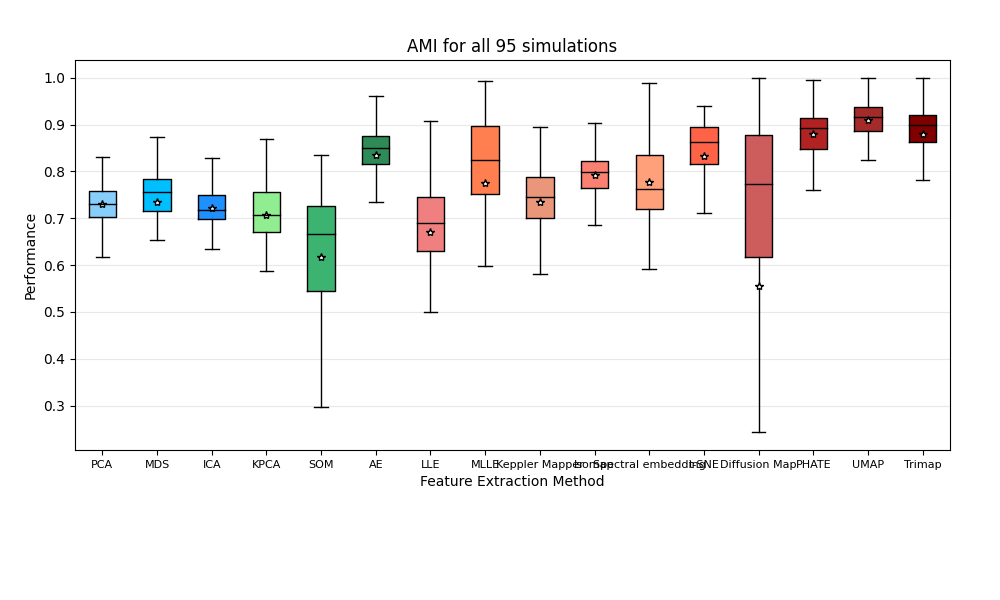 AMI for all 95 simulations
Performance
1.0
0.9
0.8
0.7
0.6
0.5
0.4
0.3
PCA MDS ICA KPCA SOM AE LLE MLLE Keppler Mapper Isomap Spectral embedding t-SNE Diffusion Map PHATE UMAP Trimap
Feature Extraction Method